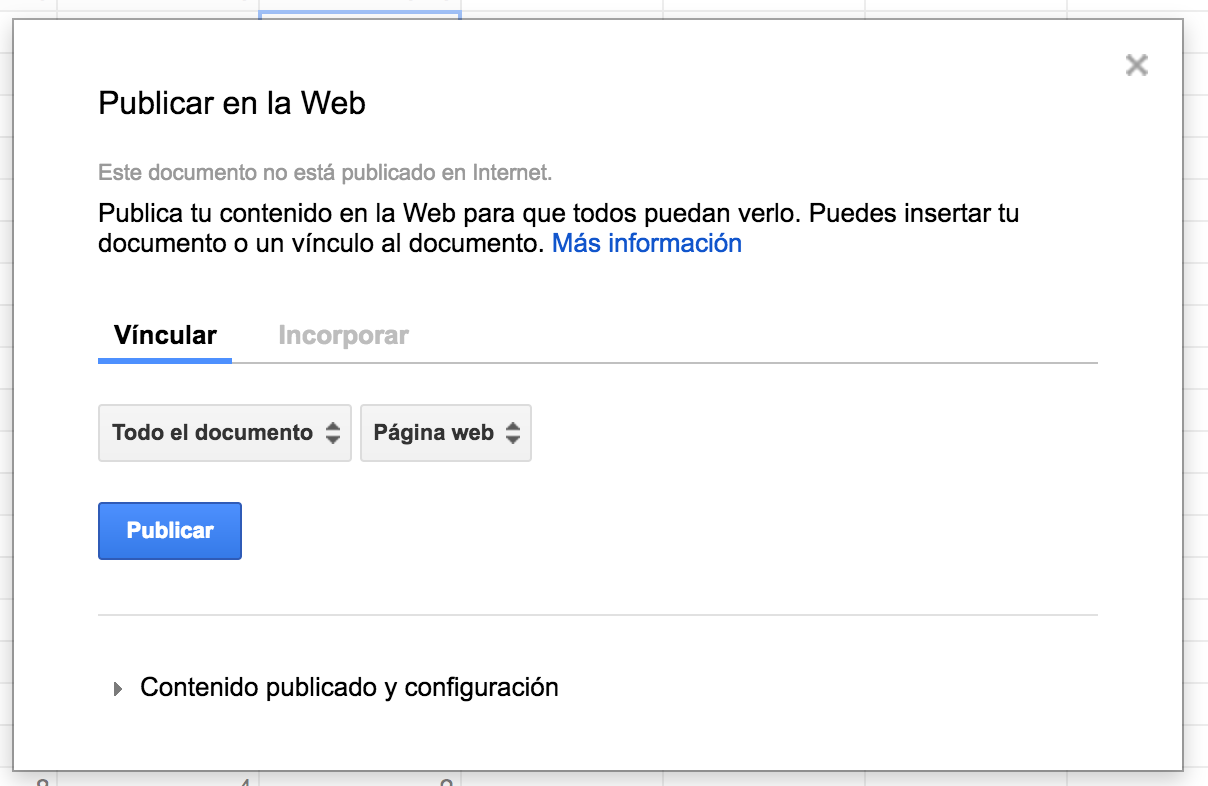 Publicar en la Web
Este documento no está publicado en Internet.
Publica tu contenido en la Web para que todos puedan verlo. Puedes insertar tu
documento o un vínculo al documento. Más información
Víncular Incorporar
Todo el documento Página web
Publicar
Contenido publicado y configuración